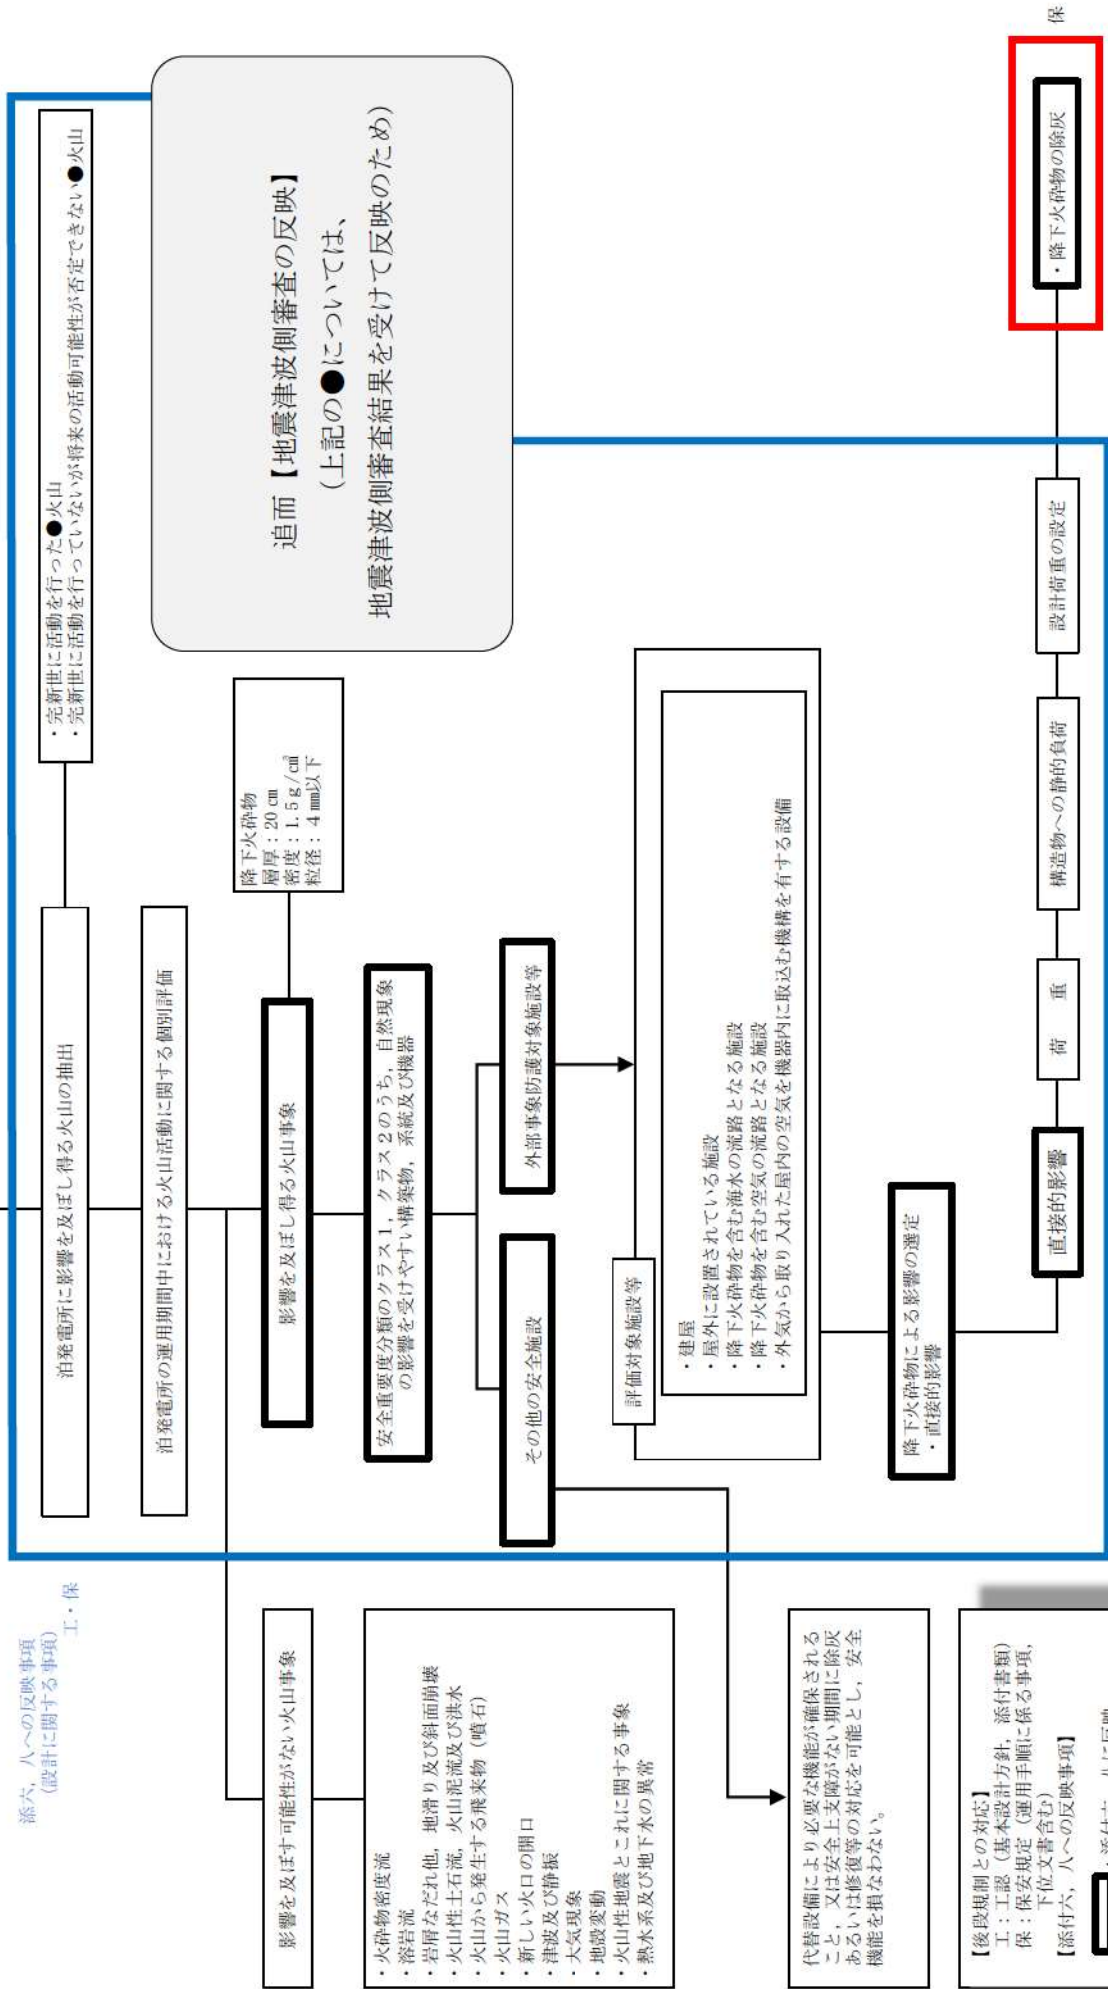 添六，八への反映事項
（設計に関する事項）
工・保
泊発電所に影響を及ぼし得る火山の抽出
・完新世に活動を行った●火山
・完新世に活動を行っていないが将来の活動可能性が否定できない●火山
泊発電所の運用期間中における火山活動に関する個別評価
追而【地震津波側審査の反映】
（上記の●については、
地震津波側審査結果を受けて反映のため）
影響を及ぼす可能性がない火山事象
・火砕物密度流
・溶岩流
・岩屑なだれ他，地滑り及び斜面崩壊
・火山性土石流，火山泥流及び洪水
・火山から発生する飛来物（噴石）
・火山ガス
・新しい火口の開口
・津波及び静振
・大気現象
・地殻変動
・火山性地震とこれに関する事象
・熱水系及び地下水の異常
影響を及ぼし得る火山事象
降下火砕物
層厚：20 cm
密度：1.5 g/c㎥
粒径：4 ㎜以下
安全重要度分類のクラス1，クラス2のうち，自然現象
の影響を受けやすい構築物，系統及び機器
その他の安全施設
外部事象防護対象施設等
評価対象施設等
・建屋
・屋外に設置されている施設
・降下火砕物を含む海水の流路となる施設
・降下火砕物を含む空気の流路となる施設
・外気から取り入れた屋内の空気を機器内に取込む機構を有する設備
代替設備により必要な機能が確保される
こと，又は安全上支障がない期間に除灰
あるいは修復等の対応を可能とし，安全
機能を損なわない。
降下火砕物による影響の選定
・直接的影響
直接的影響
荷　重
構造物への静的負荷
設計荷重の設定
・降下火砕物の除灰
保
【後段規制との対応】
工：工認（基本設計方針，添付書類）
保：保安規定（運用手順に係る事項，
下位文書含む）
【添付六，八への反映事項】